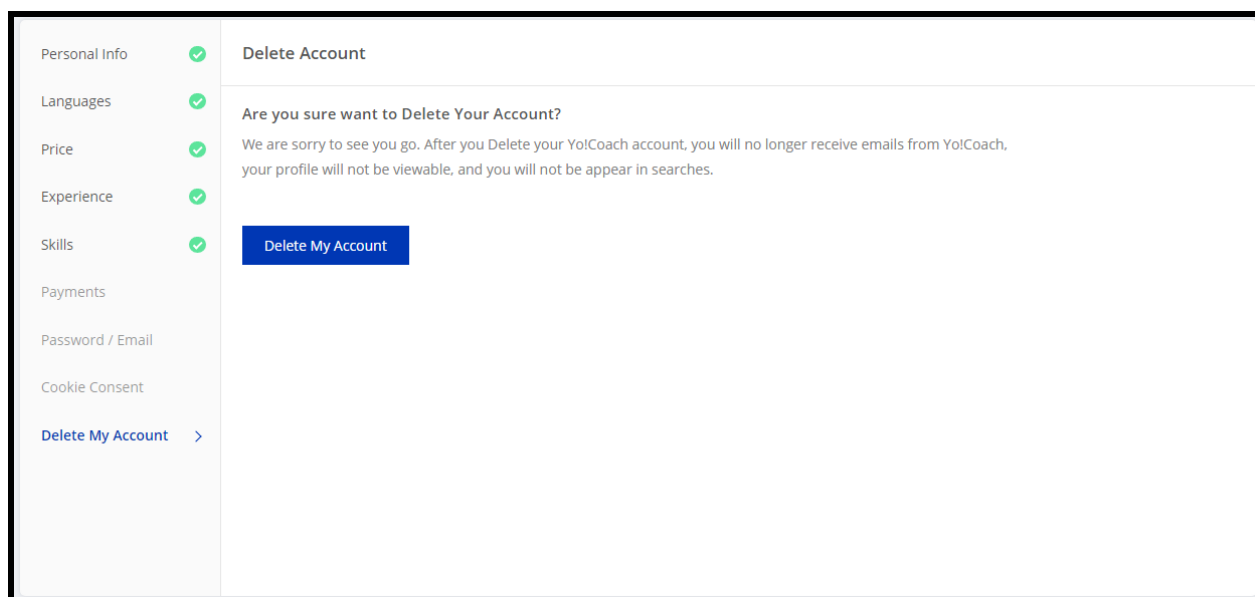 Personal Info
Languages
Price
Experience
Skills
Payments
Password / Email
Cookie Consent
Delete My Account
Delete Account
Are you sure want to Delete Your Account?
We are sorry to see you go. After you Delete your Yo!Coach account, you will no longer receive emails from Yo!Coach,
your profile will not be viewable, and you will not be appear in searches.
Delete My Account